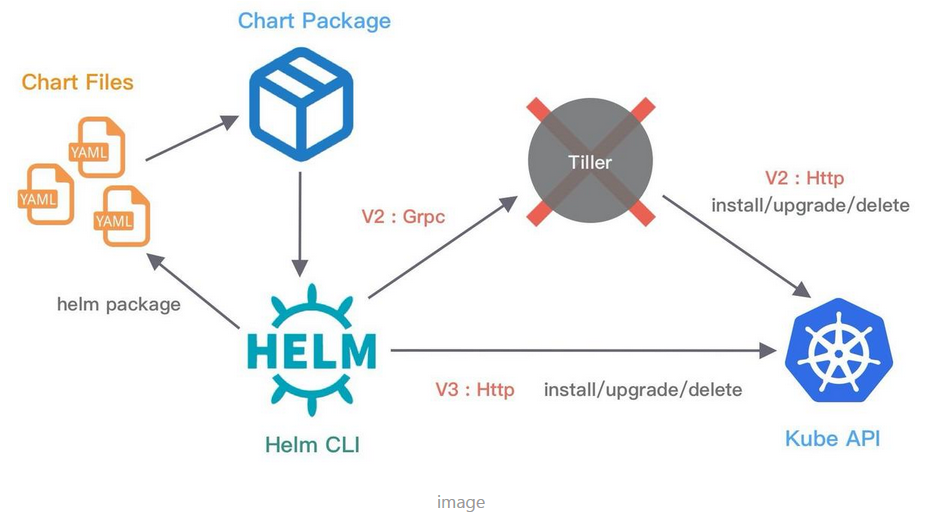 Chart Package
Chart Files
YAML
YAML
YAML
Tiller
V2 : Http
install/upgrade/delete
V2 : Grpc
helm package
HELM
V3 : Http install/upgrade/delete
Helm CLI
Kube API
image